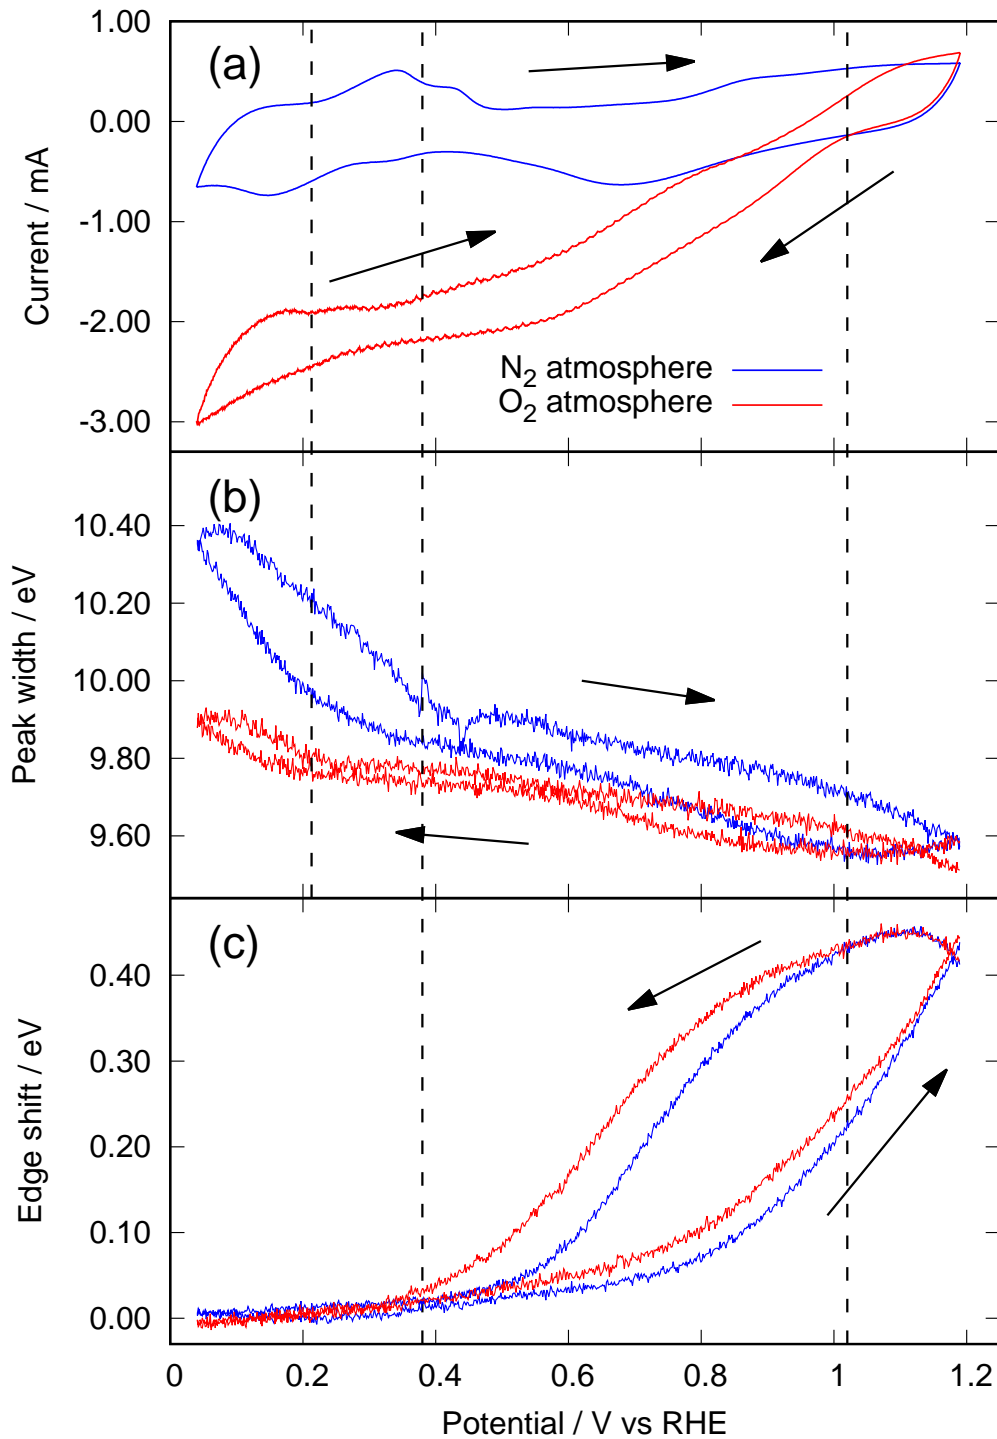 (a)
1.00
0.00
-1.00
-2.00
-3.00
Current / mA
N₂ atmosphere
O₂ atmosphere
(b)
10.40
10.20
10.00
9.80
9.60
Peak width / eV
(c)
0.40
0.30
0.20
0.10
0.00
Edge shift / eV
0 0.2 0.4 0.6 0.8 1 1.2
Potential / V vs RHE